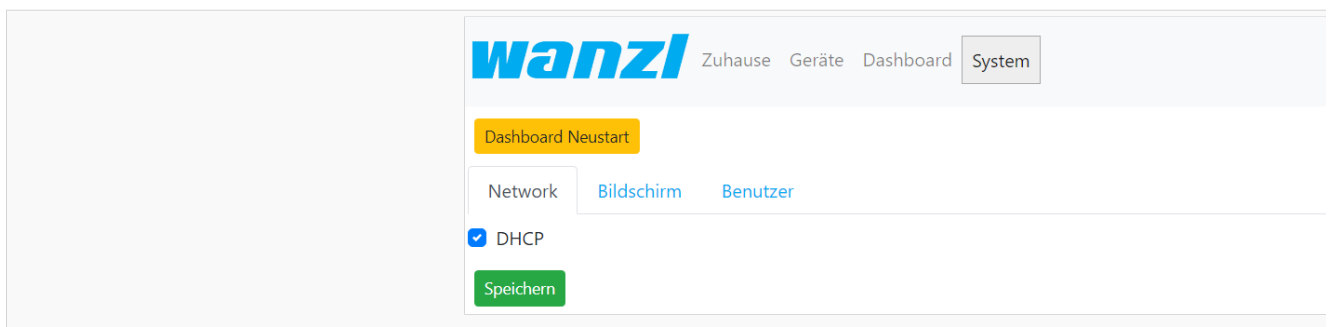 wanzl Zuhause Geräte Dashboard System
Dashboard Neustart
Network Bildschirm Benutzer
DHCP
Speichern